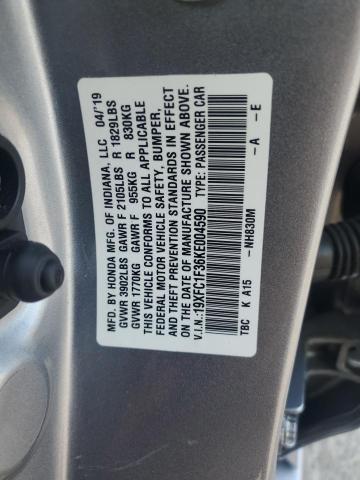 MFD. BY HONDA MFG. OF INDIANA, LLC 04/19
GVWR 3902LBS GAWR F 2105LBS R 1829LBS
GVWR 1770KG GAWR F 955KG R 830KG
THIS VEHICLE CONFORMS TO ALL APPLICABLE
FEDERAL MOTOR VEHICLE SAFETY, BUMPER,
AND THEFT PREVENTION STANDARDS IN EFFECT
ON THE DATE OF MANUFACTURE SHOWN ABOVE.
V.I.N.:19XFC1F36KE004590 TYPE: PASSENGER CAR
TBC K A15 -NH830M -A -E